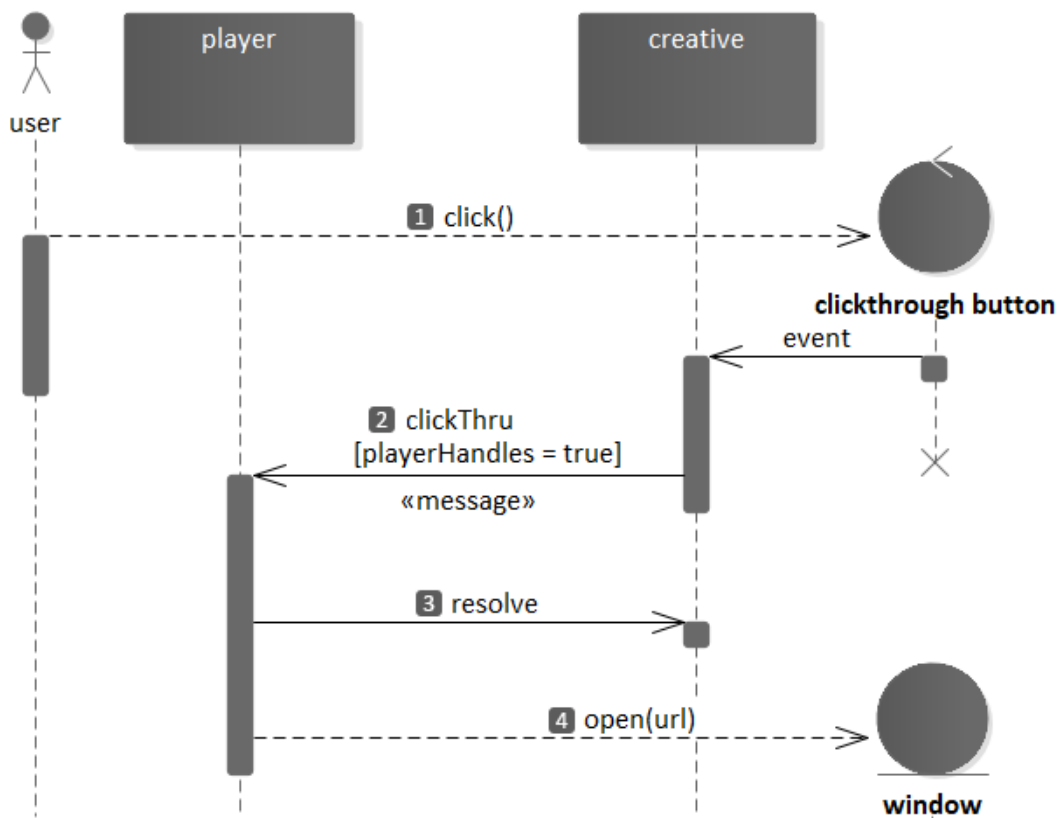 player
creative
user
1 click()
clickthrough button
event
2 clickThru
[playerHandles = true]
«message»
3 resolve
4 open(url)
window